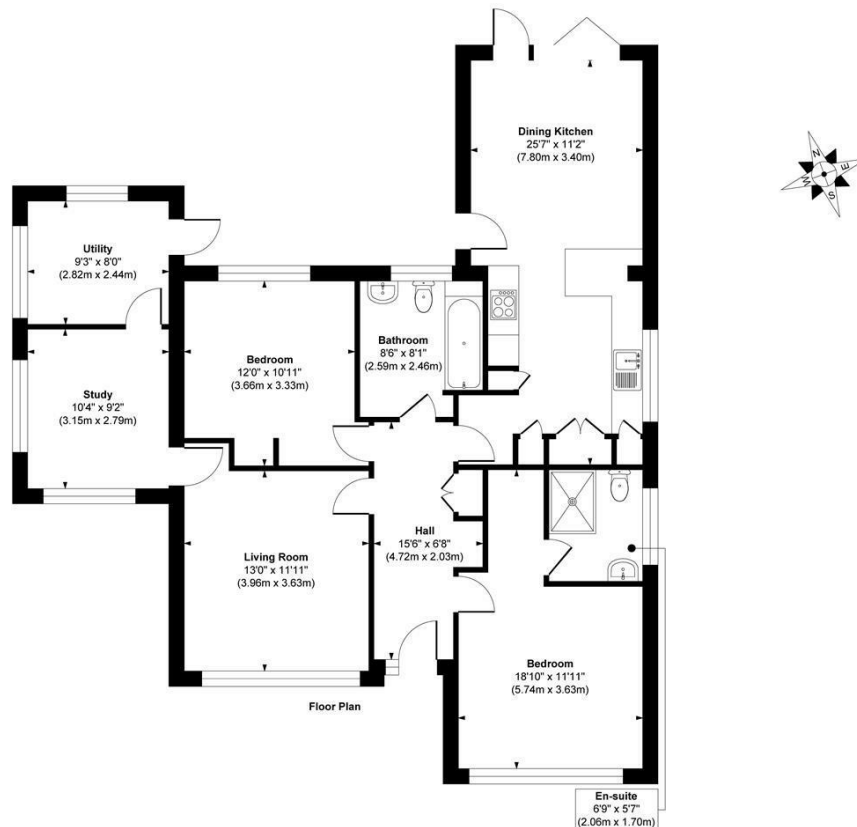 Dining Kitchen
25'7" x 11'2"
(7.80m x 3.40m)
N
E
S
W
Utility
9'3" x 8'0"
(2.82m x 2.44m)
Bedroom
12'0" x 10'11"
(3.66m x 3.33m)
Bathroom
8'6" x 8'1"
(2.59m x 2.46m)
Study
10'4" x 9'2"
(3.15m x 2.79m)
Living Room
13'0" x 11'11"
(3.96m x 3.63m)
Hall
15'6" x 6'8"
(4.72m x 2.03m)
Bedroom
18'10" x 11'11"
(5.74m x 3.63m)
Floor Plan
En-suite
6'9" x 5'7"
(2.06m x 1.70m)